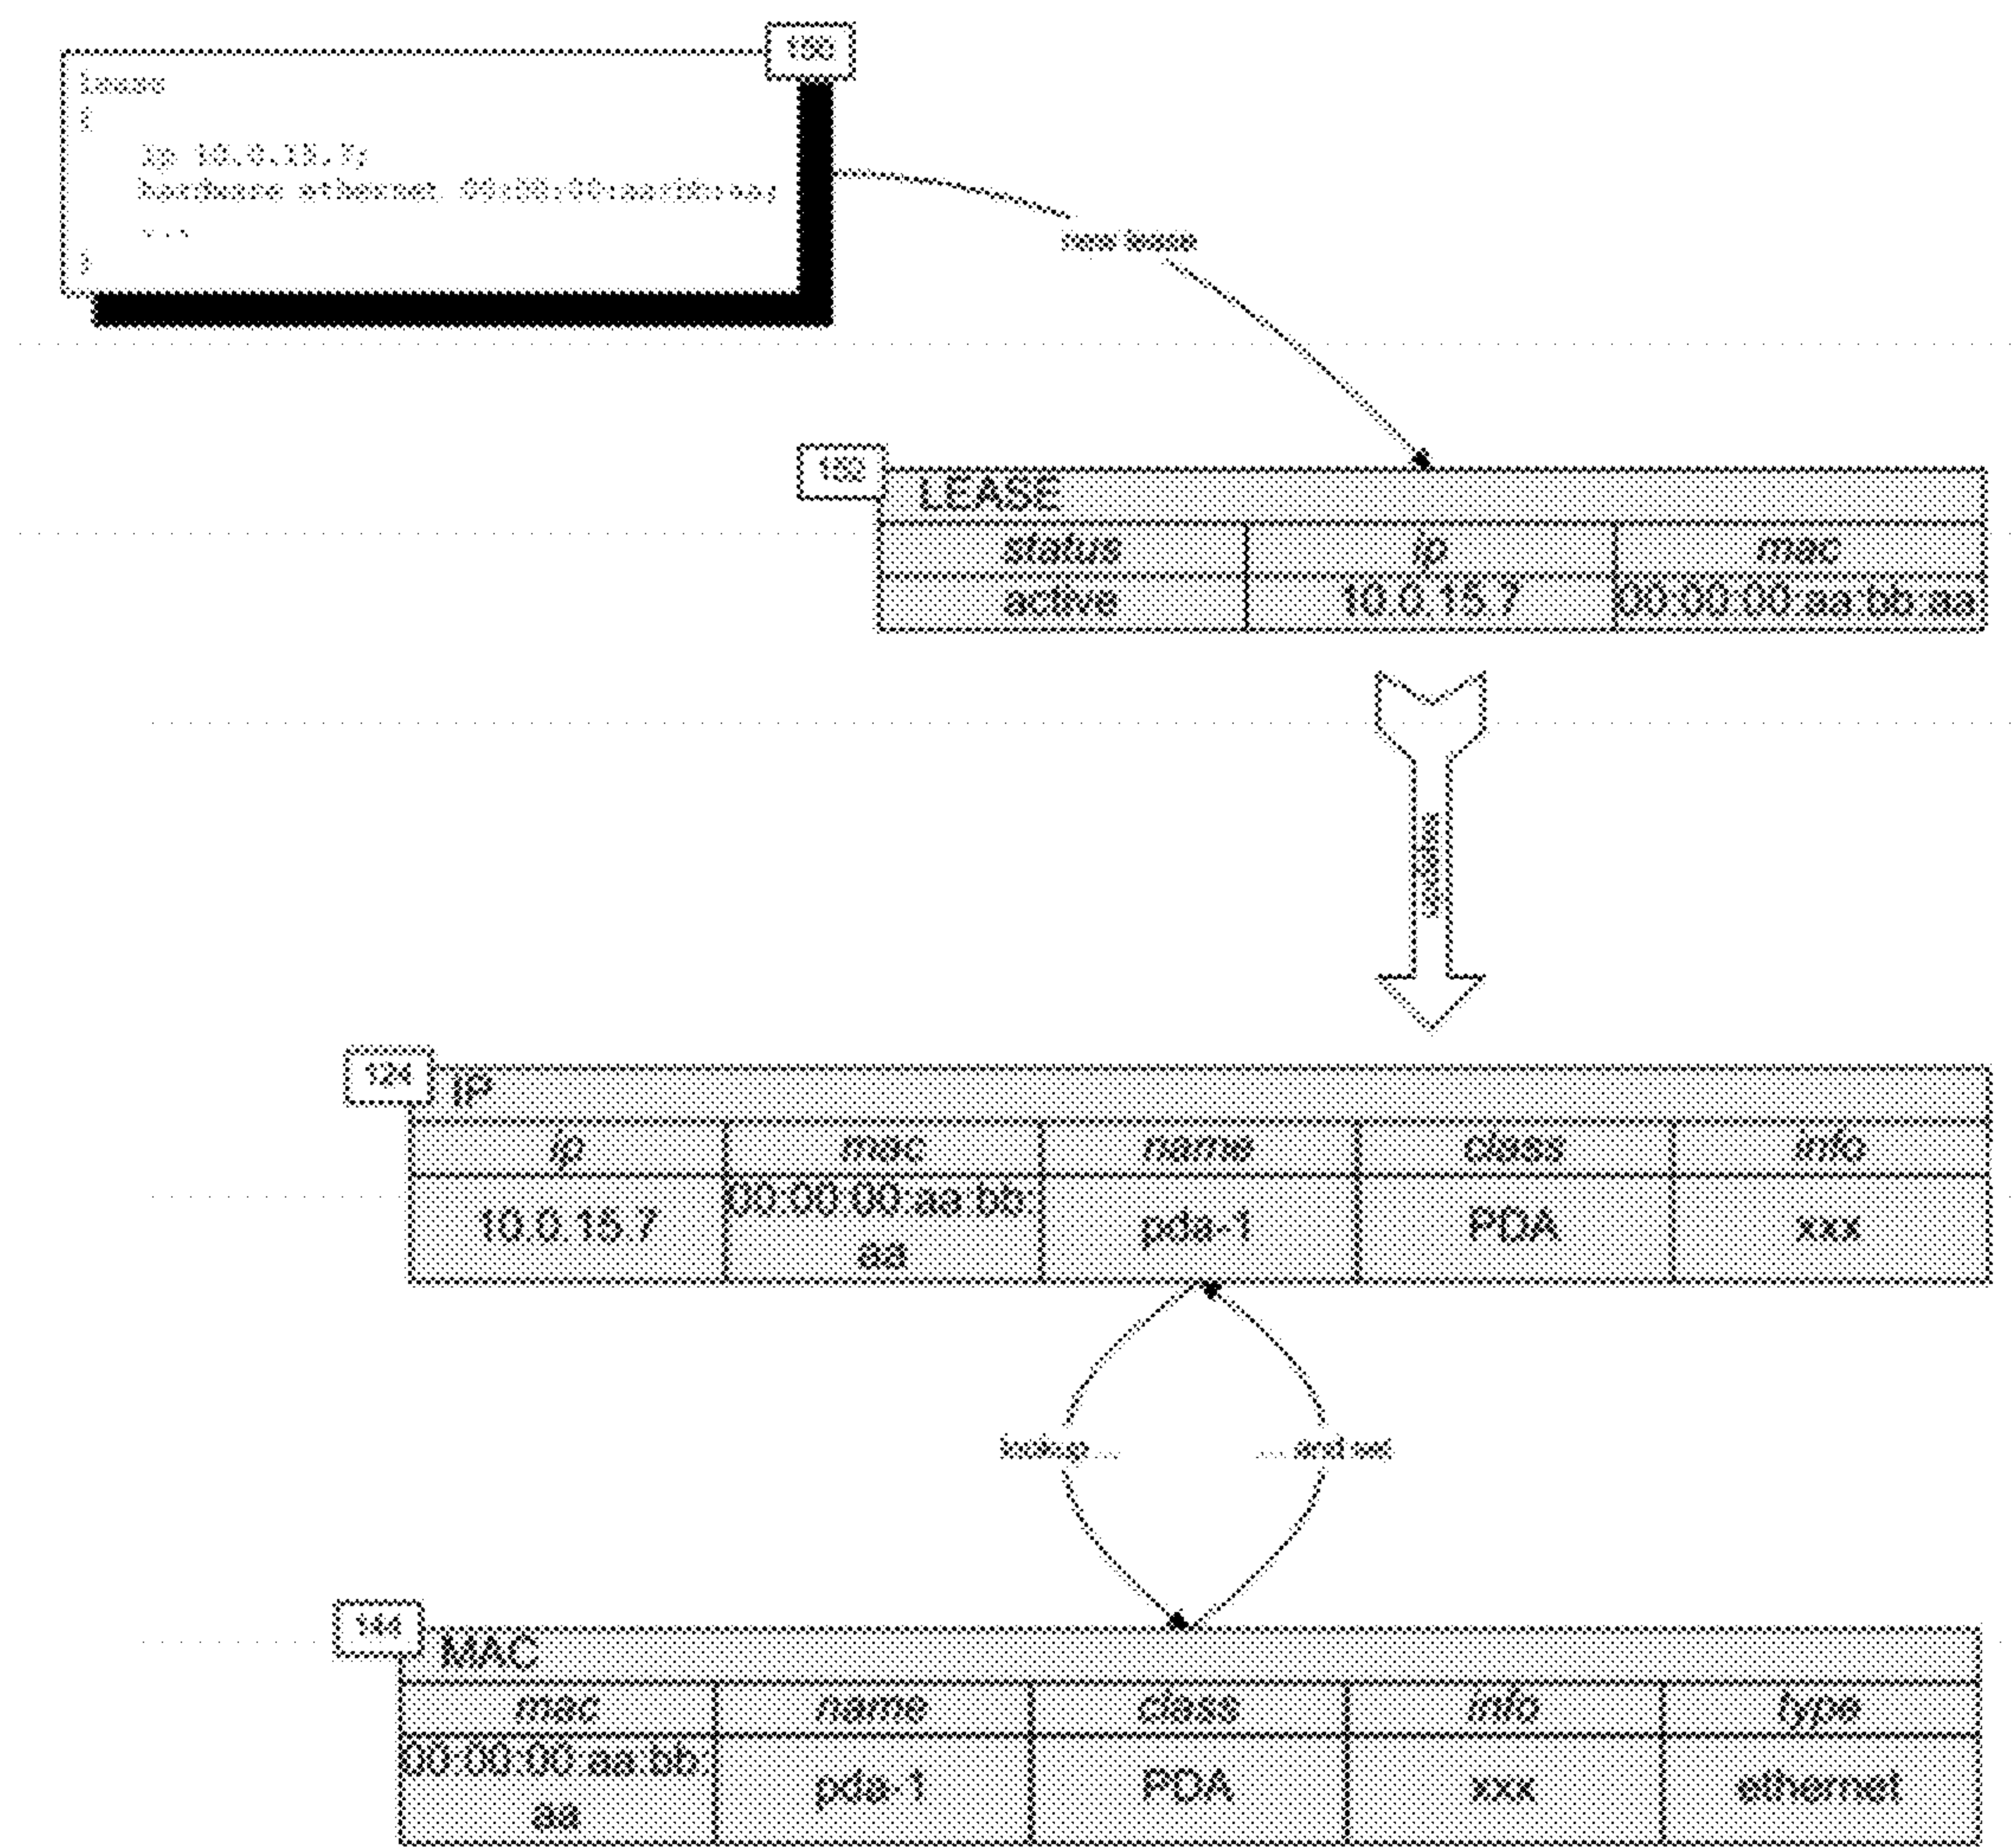 lease
{
ip 10.0.15.7;
hardware ethernet 00:00:00:aa:bb:aa;
...
}
new lease
LEASE
status ip mac
active 10.0.15.7 00:00:00:aa:bb:aa
124
IP
ip mac name class info
10.0.15.7 00:00:00:aa:bb:aa pda-1 PDA xxx
lookup ... ... and set
144
MAC
mac name class info type
00:00:00:aa:bb:aa pda-1 PDA xxx ethernet